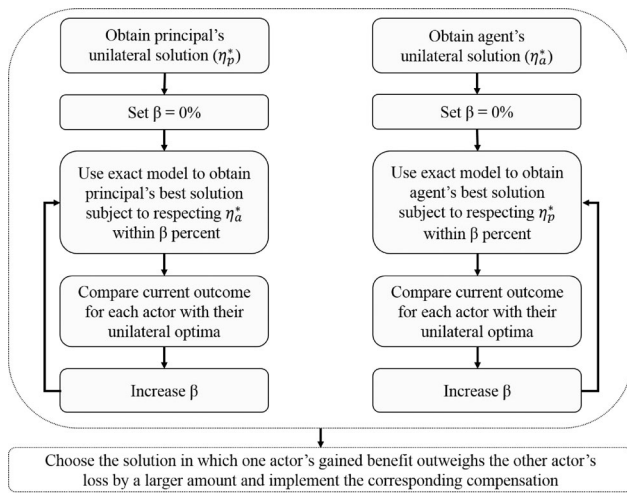 Obtain principal's
unilateral solution (η*p)
Set β = 0%
Use exact model to obtain
principal's best solution
subject to respecting η*a
within β percent
Compare current outcome
for each actor with their
unilateral optima
Increase β
Obtain agent's
unilateral solution (η*a)
Set β = 0%
Use exact model to obtain
agent's best solution
subject to respecting η*p
within β percent
Compare current outcome
for each actor with their
unilateral optima
Increase β
Choose the solution in which one actor's gained benefit outweighs the other actor's
loss by a larger amount and implement the corresponding compensation